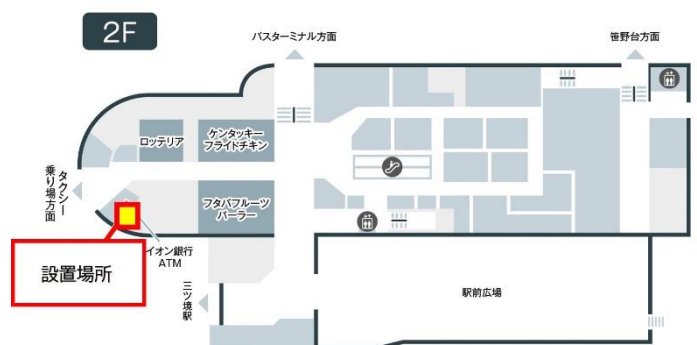 2F
バスターミナル方面
笹野台方面
ロッテリア
ケンタッキー
フライドチキン
タクシー
乗り場方面
フタバフルーツ
パーラー
イオン銀行
ATM
設置場所
三ツ境駅
駅前広場